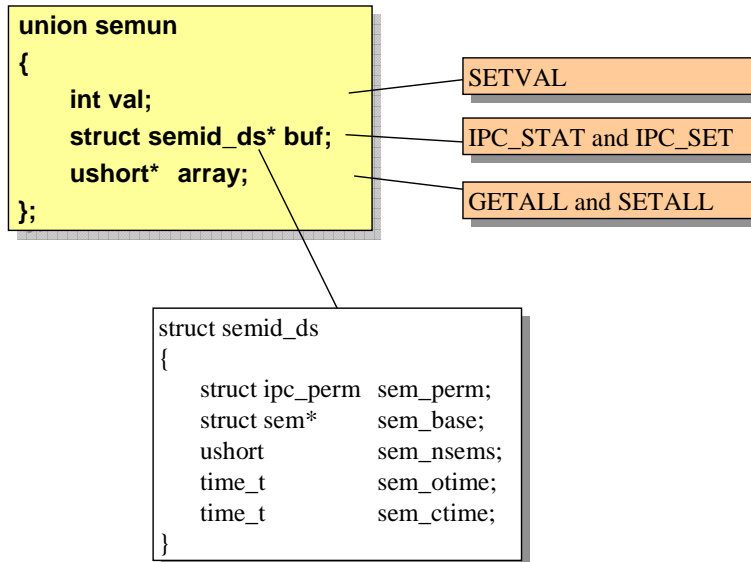 union semun
{
int val;
struct semid_ds* buf;
ushort* array;
};
SETVAL
IPC_STAT and IPC_SET
GETALL and SETALL
struct semid_ds
{
struct ipc_perm sem_perm;
struct sem* sem_base;
ushort sem_nsems;
time_t sem_otime;
time_t sem_ctime;
}